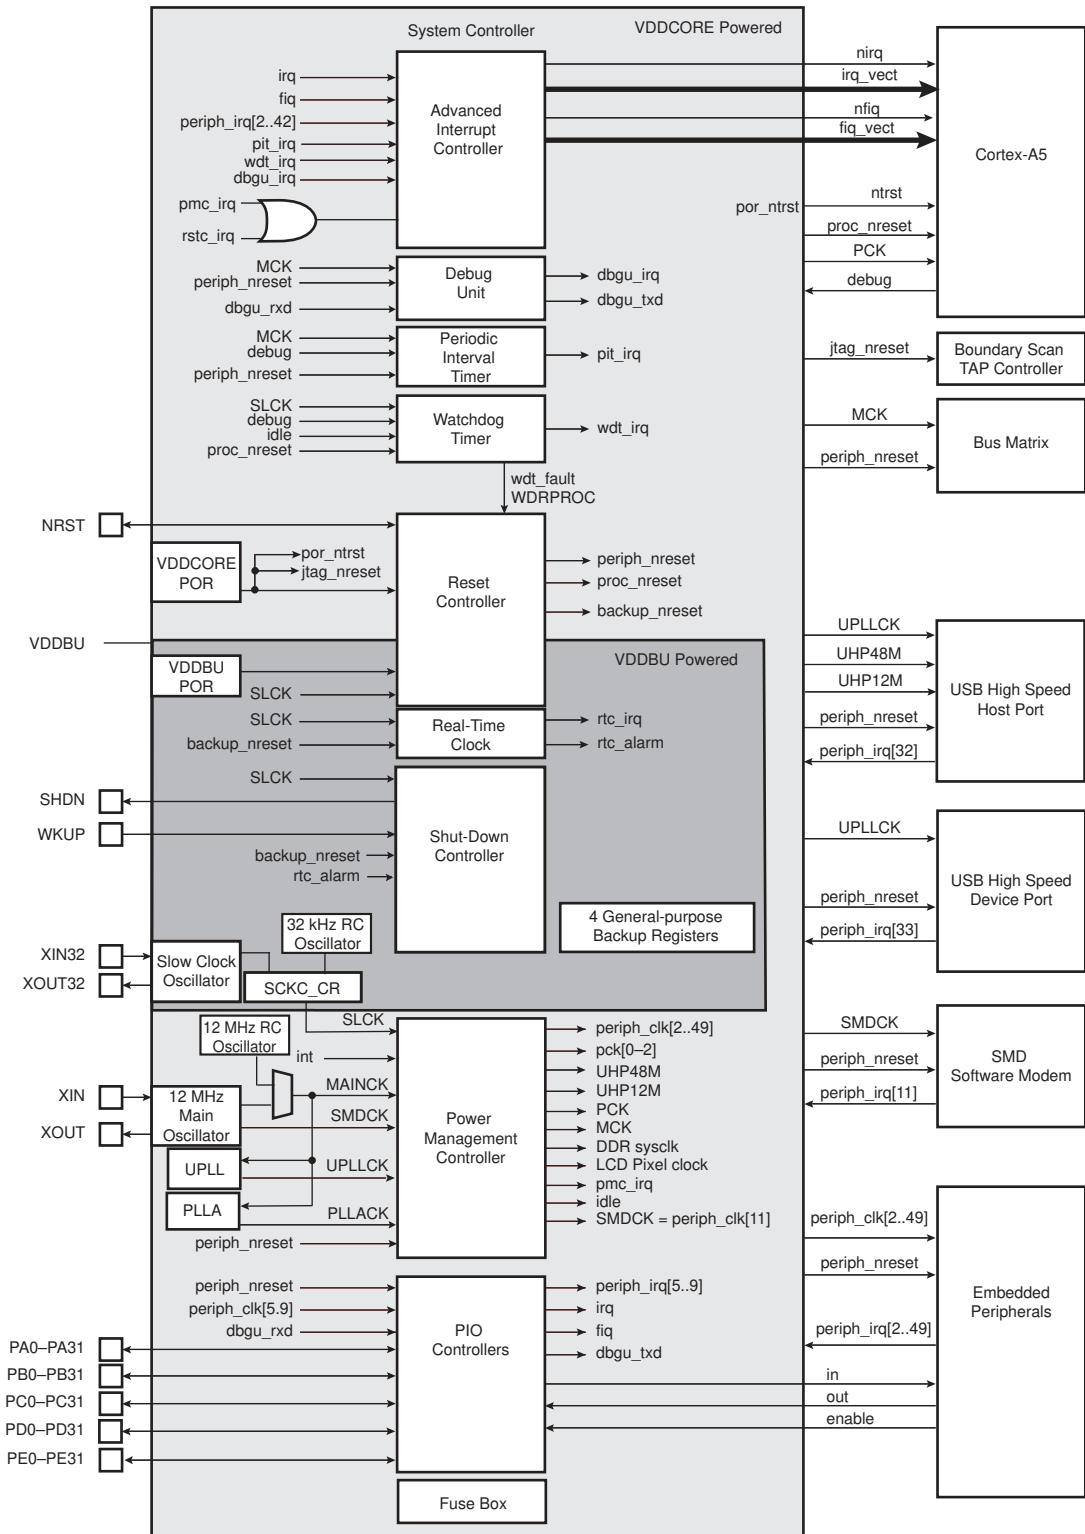 System Controller
VDDCORE Powered
irq
fiq
periph_irq[2..42]
pit_irq
wdt_irq
dbgu_irq
pmc_irq
rstc_irq
Advanced
Interrupt
Controller
nirq
irq_vect
nfiq
fiq_vect
Cortex-A5
por_ntrst
ntrst
proc_nreset
PCK
debug
MCK
periph_nreset
dbgu_rxd
Debug
Unit
dbgu_irq
dbgu_txd
MCK
debug
periph_nreset
Periodic
Interval
Timer
pit_irq
jtag_nreset
Boundary Scan
TAP Controller
SLCK
debug
idle
proc_nreset
Watchdog
Timer
wdt_irq
MCK
periph_nreset
Bus Matrix
wdt_fault
WDRPROC
NRST
VDDCORE
POR
por_ntrst
jtag_nreset
Reset
Controller
periph_nreset
proc_nreset
backup_nreset
VDDBU
VDDBU Powered
VDDBU
POR
SLCK
UPLLCK
UHP48M
UHP12M
periph_nreset
periph_irq[32]
USB High Speed
Host Port
SLCK
backup_nreset
Real-Time
Clock
rtc_irq
rtc_alarm
SLCK
SHDN
WKUP
backup_nreset
rtc_alarm
Shut-Down
Controller
UPLLCK
periph_nreset
periph_irq[33]
USB High Speed
Device Port
4 General-purpose
Backup Registers
32 kHz RC
Oscillator
XIN32
XOUT32
Slow Clock
Oscillator
SCKC_CR
SLCK
12 MHz RC
Oscillator
int
MAINCK
XIN
XOUT
12 MHz
Main
Oscillator
SMDCK
UPLL
UPLLCK
PLLA
PLLACK
periph_nreset
Power
Management
Controller
periph_clk[2..49]
pck[0–2]
UHP48M
UHP12M
PCK
MCK
DDR sysclk
LCD Pixel clock
pmc_irq
idle
SMDCK = periph_clk[11]
SMDCK
periph_nreset
periph_irq[11]
SMD
Software Modem
periph_nreset
periph_clk[5.9]
dbgu_rxd
PA0–PA31
PB0–PB31
PC0–PC31
PD0–PD31
PE0–PE31
PIO
Controllers
periph_irq[5..9]
irq
fiq
dbgu_txd
periph_clk[2..49]
periph_nreset
periph_irq[2..49]
in
out
enable
Embedded
Peripherals
Fuse Box